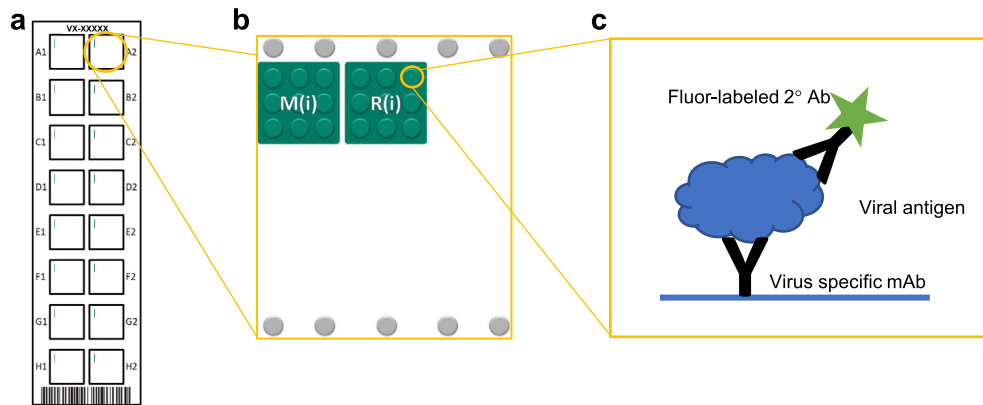 a
b
c
VX-XXXXX
A1 A2
B1 B2
C1 C2
D1 D2
E1 E2
F1 F2
G1 G2
H1 H2
M(i) R(i)
Fluor-labeled 2° Ab
Viral antigen
Virus specific mAb